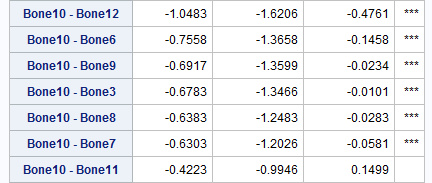 Bone10 - Bone12 -1.0483 -1.6206 -0.4761 ***
Bone10 - Bone6 -0.7558 -1.3658 -0.1458 ***
Bone10 - Bone9 -0.6917 -1.3599 -0.0234 ***
Bone10 - Bone3 -0.6783 -1.3466 -0.0101 ***
Bone10 - Bone8 -0.6383 -1.2483 -0.0283 ***
Bone10 - Bone7 -0.6303 -1.2026 -0.0581 ***
Bone10 - Bone11 -0.4223 -0.9946 0.1499